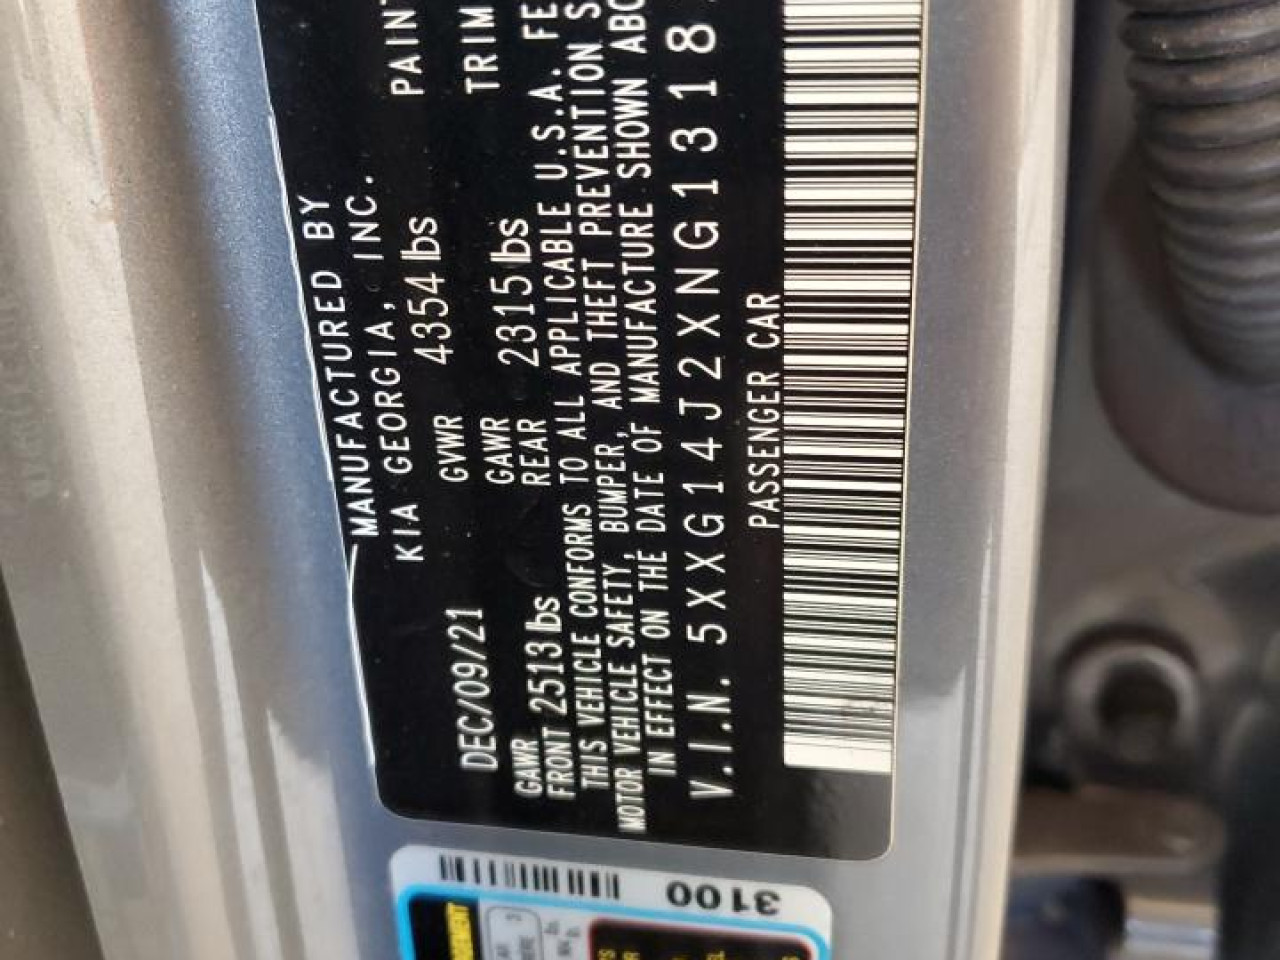 MANUFACTURED BY
KIA GEORGIA, INC. PAINT
DEC/09/21 GVWR 4354 lbs TRIM
GAWR GAWR
FRONT 2513 lbs REAR 2315 lbs
THIS VEHICLE CONFORMS TO ALL APPLICABLE U.S.A. FE
MOTOR VEHICLE SAFETY, BUMPER, AND THEFT PREVENTION S
IN EFFECT ON THE DATE OF MANUFACTURE SHOWN ABO
V.I.N. 5XXG14J2XNG1318
PASSENGER CAR
3100